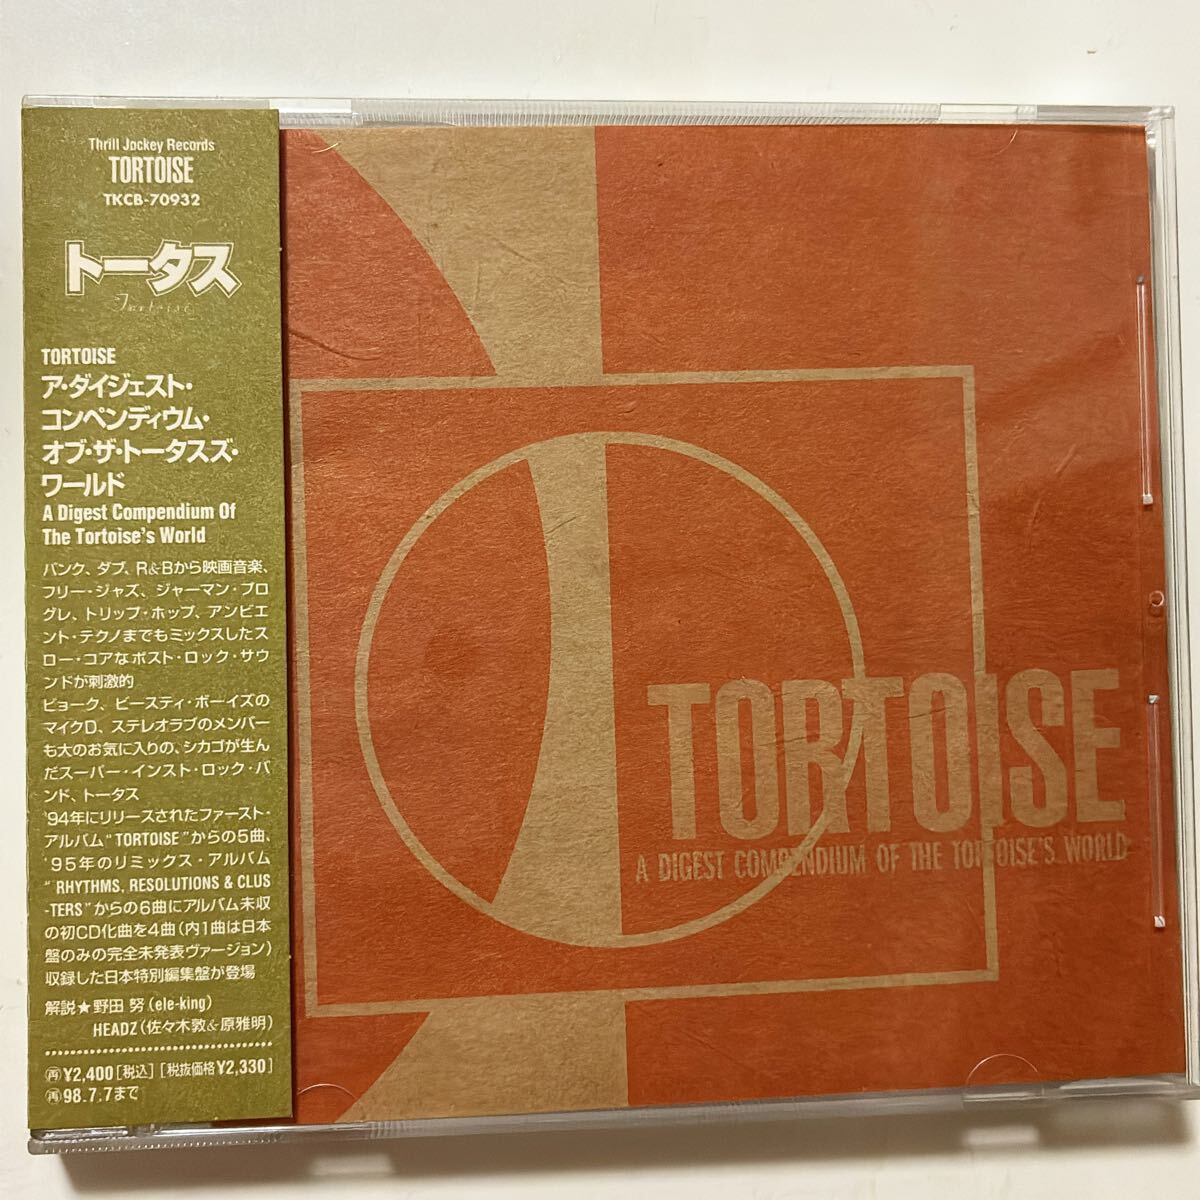 Thrill Jockey Records
TORTOISE
TKCB-70932
トータス
Tortoise
TORTOISE
ア・ダイジェスト・
コンペンディウム・
オブ・ザ・トータスズ・
ワールド
A Digest Compendium Of
The Tortoise's World
パンク、ダブ、R&Bから映画音楽、
フリー・ジャズ、ジャーマン・プロ
グレ、トリップ・ホップ、アンビエ
ント・テクノまでもミックスしたス
ロー・コアなポスト・ロック・サウ
ンドが刺激的
ビョーク、ビースティ・ボーイズの
マイクD、ステレオラブのメンバー
も大のお気に入りの、シカゴが生ん
だスーパー・インスト・ロック・バ
ンド、トータス
'94年にリリースされたファースト・
アルバム“TORTOISE”からの5曲、
'95年のリミックス・アルバム
“RHYTHMS, RESOLUTIONS & CLUS
-TERS”からの6曲にアルバム未収
の初CD化曲を4曲(内1曲は日本
盤のみの完全未発表ヴァージョン)
収録した日本特別編集盤が登場
解説★野田 努(ele-king)
HEADZ(佐々木敦&原雅明)
再¥2,400[税込][税抜価格¥2,330]
再98.7.7まで
TORTOISE
A DIGEST COMPENDIUM OF THE TORTOISE'S WORLD